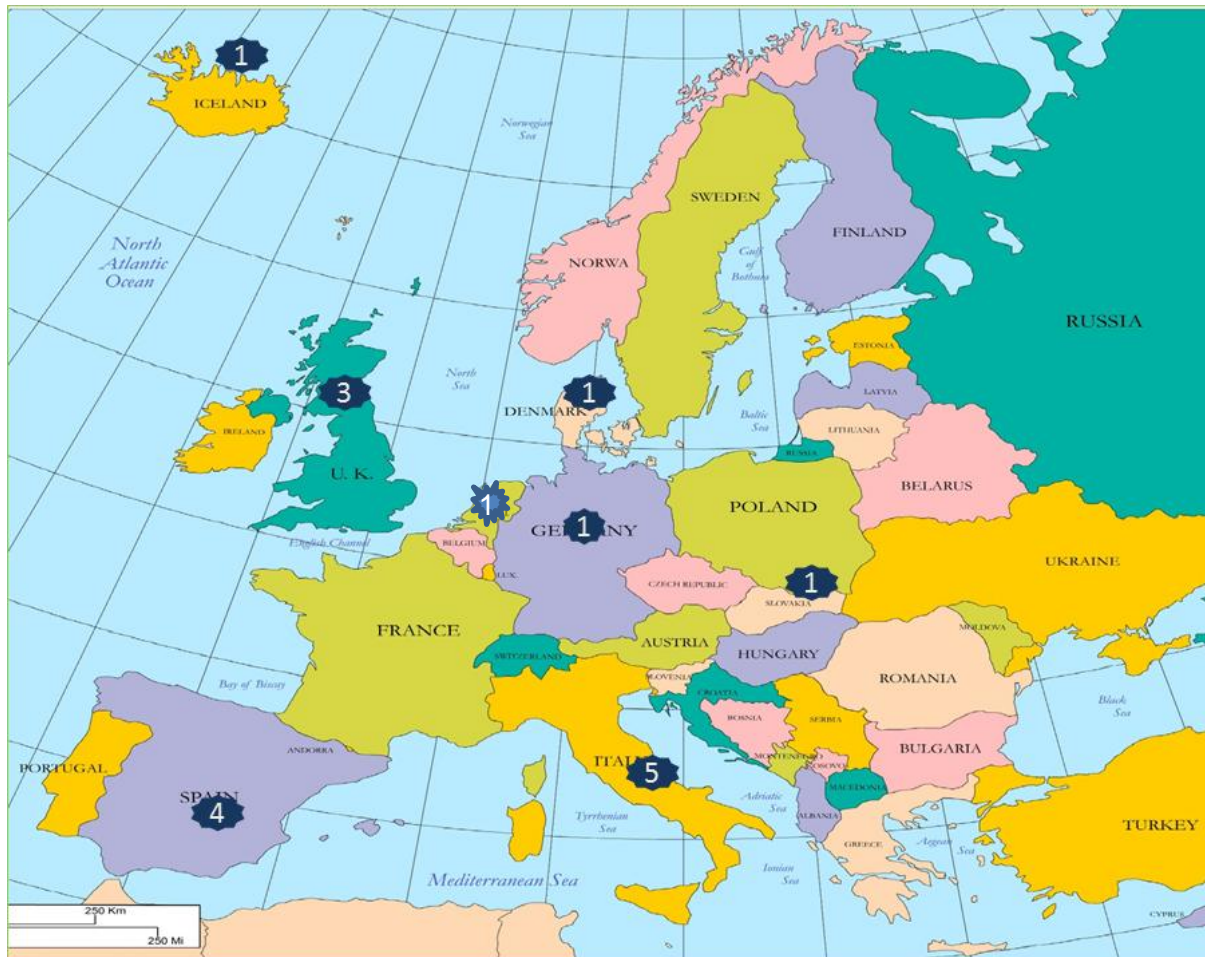 1
ICELAND
Norwegian
Sea
SWEDEN
FINLAND
NORWA
Gulf
of
Bothnia
North
Atlantic
Ocean
RUSSIA
ESTONIA
North
Sea
3
1
DENMARK
LATVIA
Baltic
Sea
LITHUANIA
IRELAND
RUSSIA
U. K.
BELARUS
1
POLAND
GE
1
NY
English Channel
BELGIUM
UKRAINE
LUX.
CZECH REPUBLIC
1
SLOVAKIA
FRANCE
AUSTRIA
MOLDOVA
SWITZERLAND
HUNGARY
SLOVENIA
ROMANIA
Bay of Biscay
CROATIA
Black
Sea
BOSNIA
SERBIA
ANDORRA
BULGARIA
MONTENEGRO
ITA
5
KOSOVO
PORTUGAL
MACEDONIA
SPAIN
4
Adriatic
Sea
ALBANIA
Tyrrhenian
Sea
TURKEY
GREECE
Aegean
Sea
Ionian
Sea
Mediterranean Sea
250 Km
250 Mi
CYPRUS